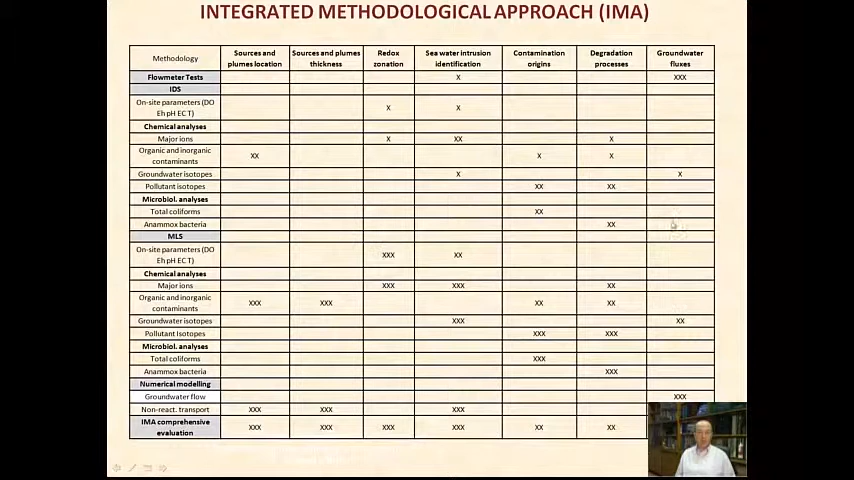 INTEGRATED METHODOLOGICAL APPROACH (IMA)
Methodology Sources and plumes location Sources and plumes thickness Redox zonation Sea water intrusion identification Contamination origins Degradation processes Groundwater fluxes
Flowmeter Tests X XXX
IDS
On-site parameters (DO Eh pH EC T) X X
Chemical analyses
Major ions X XX X
Organic and inorganic contaminants XX X X
Groundwater isotopes X X
Pollutant isotopes XX XX
Microbiol. analyses
Total coliforms XX
Anammox bacteria XX
MLS
On-site parameters (DO Eh pH EC T) XXX XX
Chemical analyses
Major ions XXX XXX XX
Organic and inorganic contaminants XXX XXX XX XX
Groundwater isotopes XXX XX
Pollutant Isotopes XXX XXX
Microbiol. analyses
Total coliforms XXX
Anammox bacteria XXX
Numerical modelling
Groundwater flow XXX
Non-react. transport XXX XXX XXX
IMA comprehensive evaluation XXX XXX XXX XXX XX XX